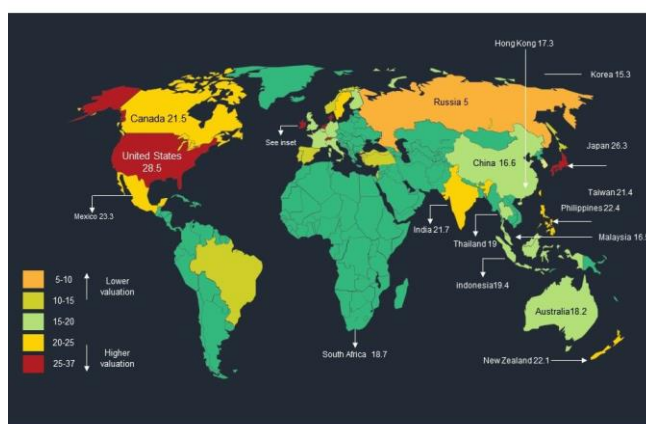 Hong Kong 17.3
Korea 15.3
Russia 5
Canada 21.5
See inset
United States
28.5
Japan 26.3
China 16.6
Taiwan 21.4
Mexico 23.3
Philippines 22.4
India 21.7
Thailand 19
Malaysia 16.
Indonesia19.4
5-10
Lower
valuation
10-15
15-20
Australia18.2
20-25
Higher
valuation
25-37
South Africa 18.7
New Zealand 22.1